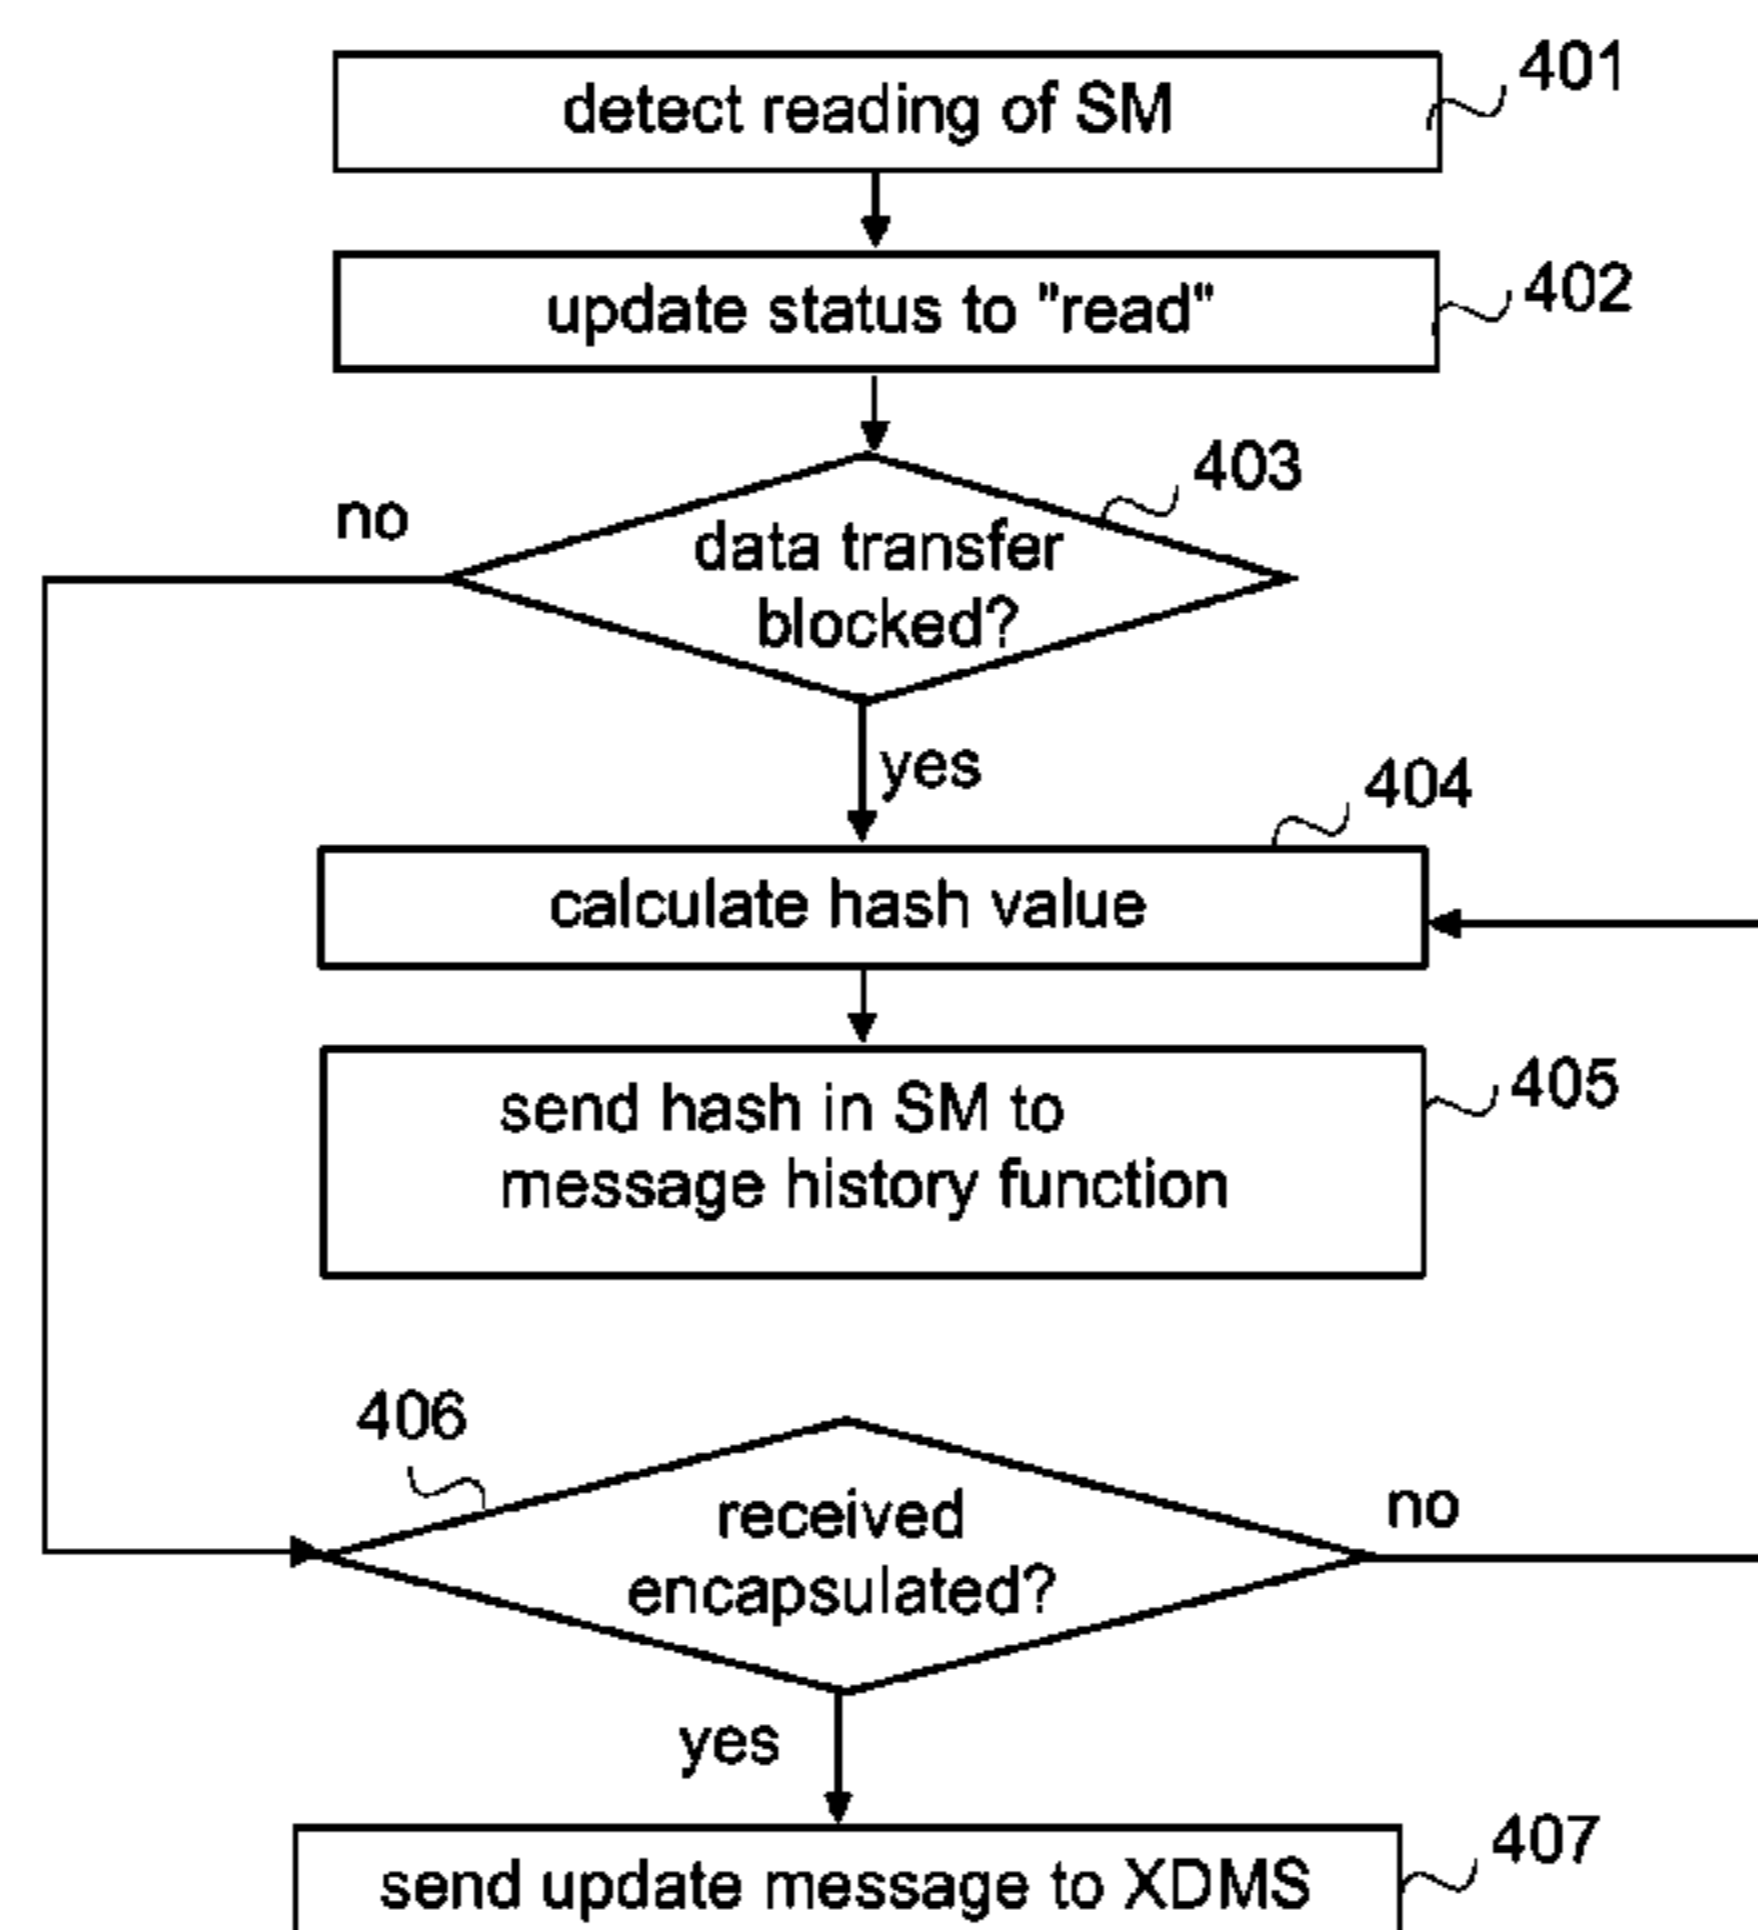 detect reading of SM
401
update status to "read"
402
403
no
data transfer
blocked?
yes
404
calculate hash value
send hash in SM to
message history function
405
406
received
encapsulated?
no
yes
send update message to XDMS
407